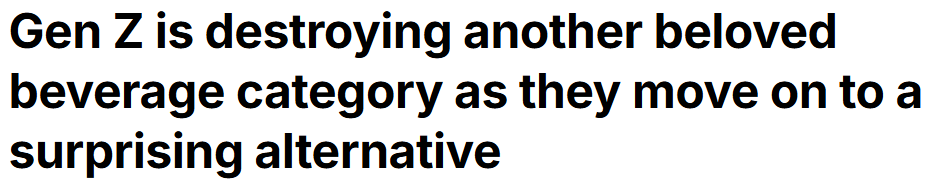 Gen Z is destroying another beloved
beverage category as they move on to a
surprising alternative